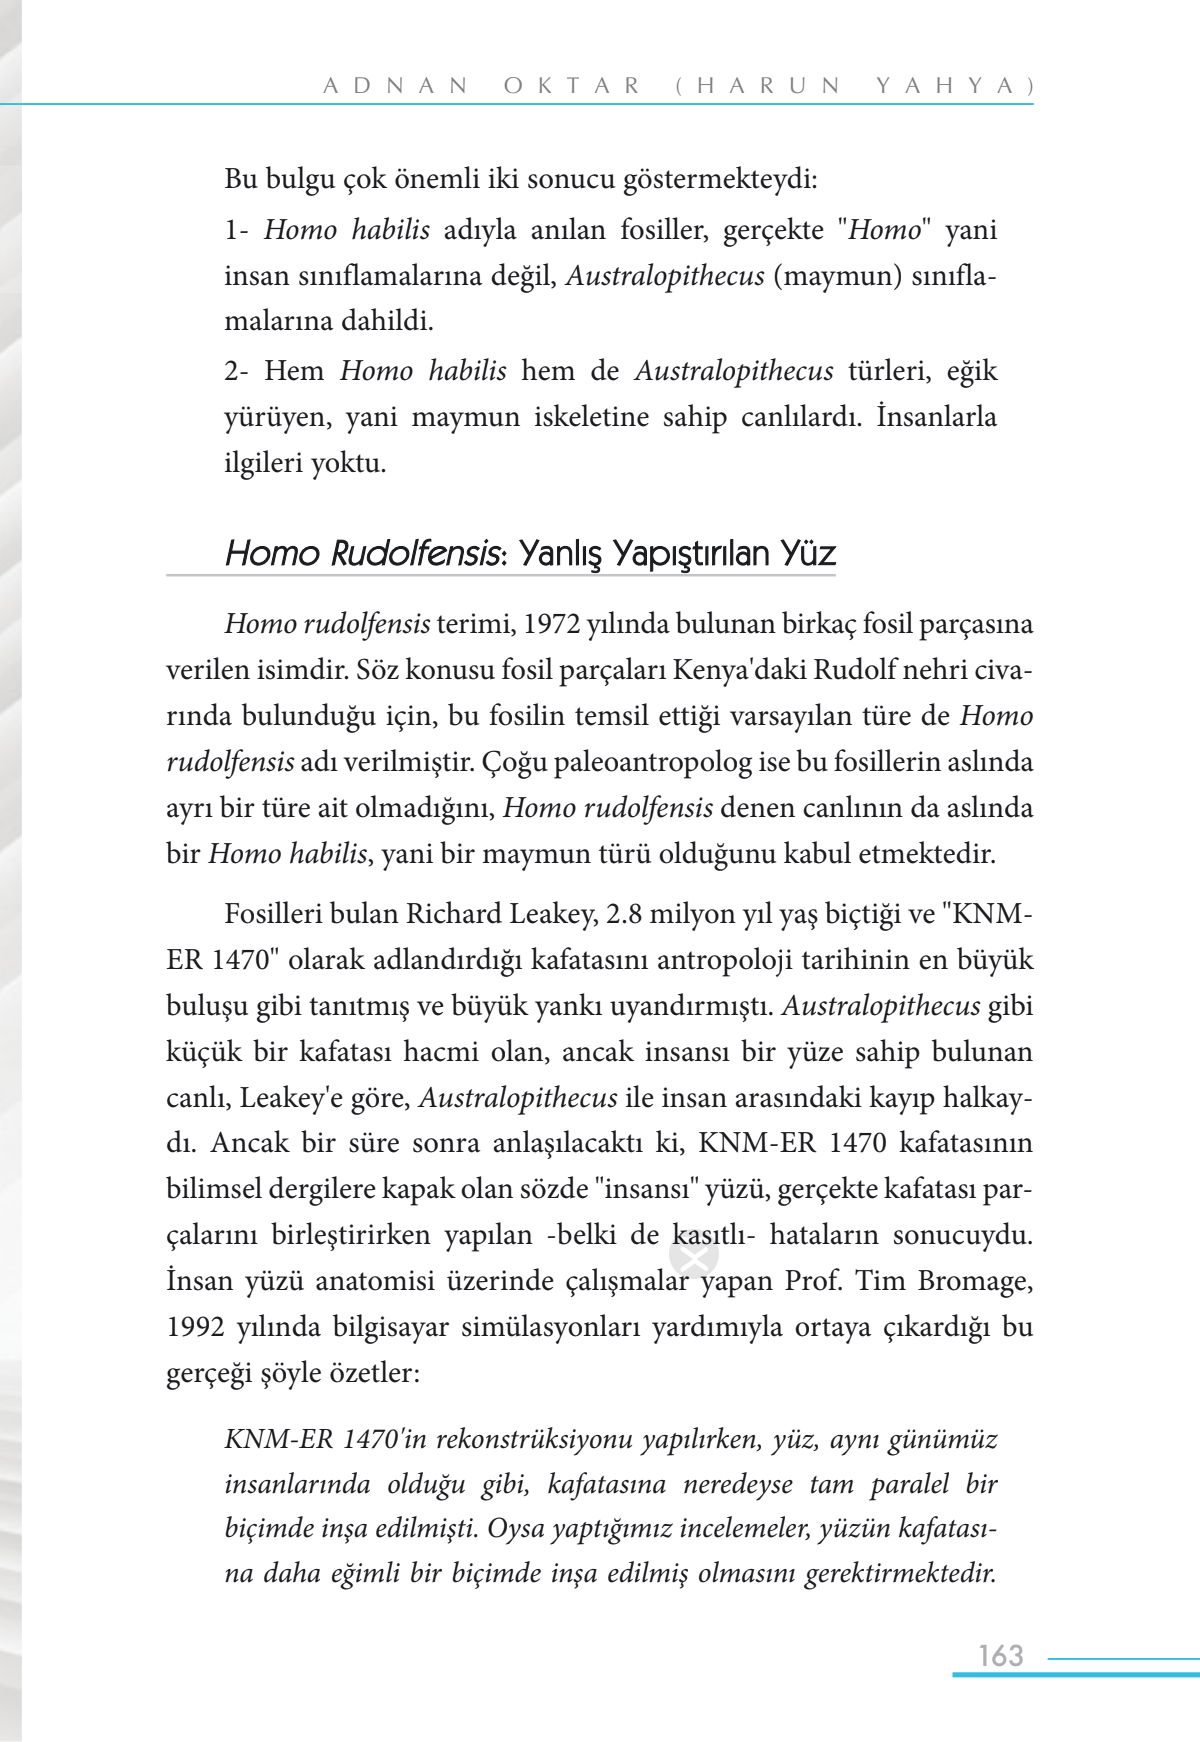 ADNAN OKTAR (HARUN YAHYA)
Bu bulgu çok önemli iki sonucu göstermekteydi:
1- Homo habilis adıyla anılan fosiller, gerçekte "Homo" yani
insan sınıflamalarına değil, Australopithecus (maymun) sınıfla-
malarına dahildi.
2- Hem Homo habilis hem de Australopithecus türleri, eğik
yürüyen, yani maymun iskeletine sahip canlılardı. İnsanlarla
ilgileri yoktu.
Homo Rudolfensis: Yanlış Yapıştırılan Yüz
Homo rudolfensis terimi, 1972 yılında bulunan birkaç fosil parçasına
verilen isimdir. Söz konusu fosil parçaları Kenya'daki Rudolf nehri civa-
rında bulunduğu için, bu fosilin temsil ettiği varsayılan türe de Homo
rudolfensis adı verilmiştir. Çoğu paleoantropolog ise bu fosillerin aslında
ayrı bir türe ait olmadığını, Homo rudolfensis denen canlının da aslında
bir Homo habilis, yani bir maymun türü olduğunu kabul etmektedir.
Fosilleri bulan Richard Leakey, 2.8 milyon yıl yaş biçtiği ve "KNM-
ER 1470" olarak adlandırdığı kafatasını antropoloji tarihinin en büyük
buluşu gibi tanıtmış ve büyük yankı uyandırmıştı. Australopithecus gibi
küçük bir kafatası hacmi olan, ancak insansı bir yüze sahip bulunan
canlı, Leakey'e göre, Australopithecus ile insan arasındaki kayıp halkay-
dı. Ancak bir süre sonra anlaşılacaktı ki, KNM-ER 1470 kafatasının
bilimsel dergilere kapak olan sözde "insansı" yüzü, gerçekte kafatası par-
çalarını birleştirirken yapılan -belki de kasıtlı- hataların sonucuydu.
İnsan yüzü anatomisi üzerinde çalışmalar yapan Prof. Tim Bromage,
1992 yılında bilgisayar simülasyonları yardımıyla ortaya çıkardığı bu
gerçeği şöyle özetler:
KNM-ER 1470'in rekonstrüksiyonu yapılırken, yüz, aynı günümüz
insanlarında olduğu gibi, kafatasına neredeyse tam paralel bir
biçimde inşa edilmişti. Oysa yaptığımız incelemeler, yüzün kafatası-
na daha eğimli bir biçimde inşa edilmiş olmasını gerektirmektedir.
163